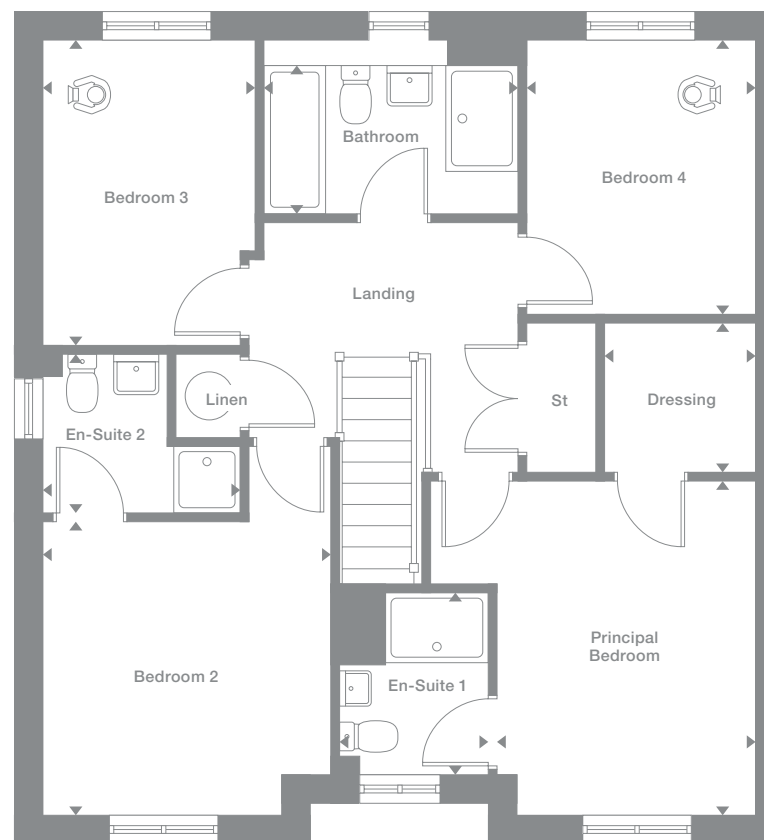 Bathroom
Bedroom 3
Bedroom 4
Landing
Linen
St
Dressing
En-Suite 2
Principal
Bedroom
Bedroom 2
En-Suite 1